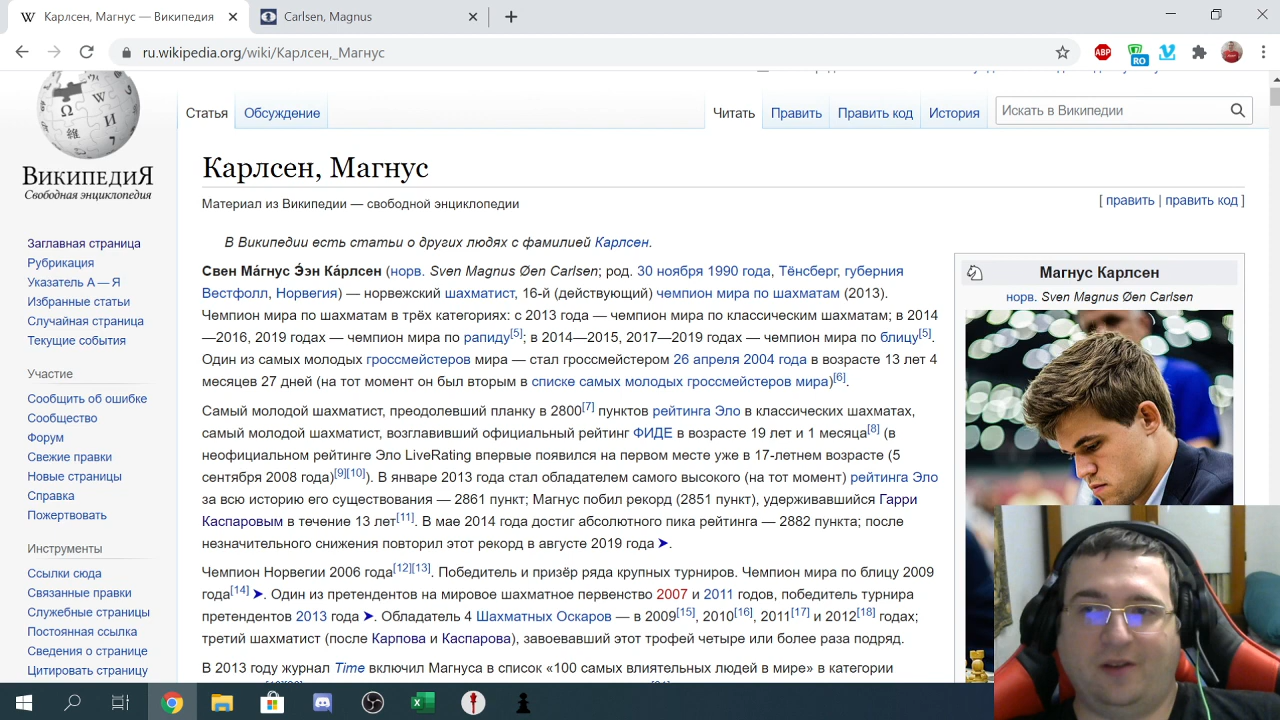 Карлсен, Магнус — Википедия
Carlsen, Magnus
ru.wikipedia.org/wiki/Карлсен,_Магнус
ABP
RO
ВикипедиЯ
Свободная энциклопедия
Заглавная страница
Рубрикация
Указатель А — Я
Избранные статьи
Случайная страница
Текущие события
Участие
Сообщить об ошибке
Сообщество
Форум
Свежие правки
Новые страницы
Справка
Пожертвовать
Инструменты
Ссылки сюда
Связанные правки
Служебные страницы
Постоянная ссылка
Сведения о странице
Цитировать страницу
Статья
Обсуждение
Читать
Править
Править код
История
Искать в Википедии
Карлсен, Магнус
Материал из Википедии — свободной энциклопедии
[ править | править код ]
В Википедии есть статьи о других людях с фамилией Карлсен.
Свен Ма́гнус Э́эн Ка́рлсен (норв. Sven Magnus Øen Carlsen; род. 30 ноября 1990 года, Тёнсберг, губерния
Вестфолл, Норвегия) — норвежский шахматист, 16-й (действующий) чемпион мира по шахматам (2013).
Чемпион мира по шахматам в трёх категориях: с 2013 года — чемпион мира по классическим шахматам; в 2014
—2016, 2019 годах — чемпион мира по рапиду[5]; в 2014—2015, 2017—2019 годах — чемпион мира по блицу[5].
Один из самых молодых гроссмейстеров мира — стал гроссмейстером 26 апреля 2004 года в возрасте 13 лет 4
месяцев 27 дней (на тот момент он был вторым в списке самых молодых гроссмейстеров мира)[6].
Самый молодой шахматист, преодолевший планку в 2800[7] пунктов рейтинга Эло в классических шахматах,
самый молодой шахматист, возглавивший официальный рейтинг ФИДЕ в возрасте 19 лет и 1 месяца[8] (в
неофициальном рейтинге Эло LiveRating впервые появился на первом месте уже в 17-летнем возрасте (5
сентября 2008 года)[9][10]). В январе 2013 года стал обладателем самого высокого (на тот момент) рейтинга Эло
за всю историю его существования — 2861 пункт; Магнус побил рекорд (2851 пункт), удерживавшийся Гарри
Каспаровым в течение 13 лет[11]. В мае 2014 года достиг абсолютного пика рейтинга — 2882 пункта; после
незначительного снижения повторил этот рекорд в августе 2019 года ➤.
Чемпион Норвегии 2006 года[12][13]. Победитель и призёр ряда крупных турниров. Чемпион мира по блицу 2009
года[14] ➤. Один из претендентов на мировое шахматное первенство 2007 и 2011 годов, победитель турнира
претендентов 2013 года ➤. Обладатель 4 Шахматных Оскаров — в 2009[15], 2010[16], 2011[17] и 2012[18] годах;
третий шахматист (после Карпова и Каспарова), завоевавший этот трофей четыре или более раза подряд.
В 2013 году журнал Time включил Магнуса в список «100 самых влиятельных людей в мире» в категории
Магнус Карлсен
норв. Sven Magnus Øen Carlsen